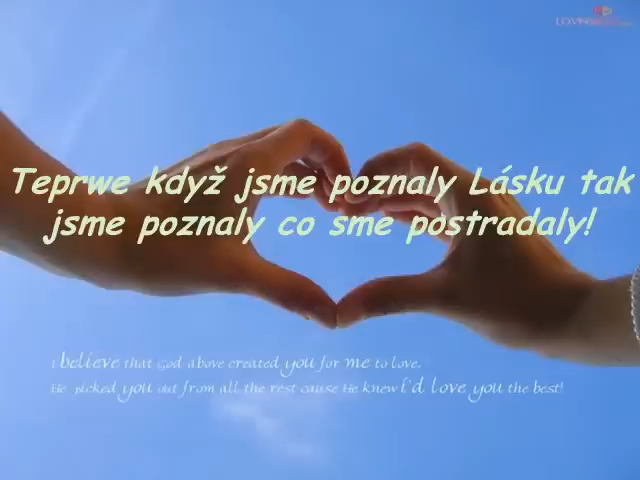 Teprwe když jsme poznaly Lásku tak
jsme poznaly co sme postradaly!
I believe that God above created you for me to love.
He picked you out from all the rest cause He knew I'd love you the best!